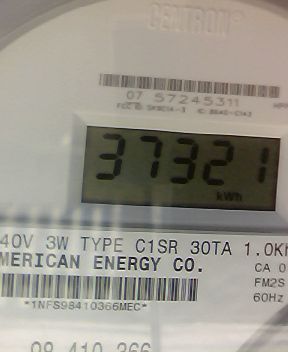 CENTRON®
07 57245311
37321
kWh
40V 3W TYPE C1SR 30TA 1.0K
MERICAN ENERGY CO.
CA 0
FM2S
60Hz
*1NFS98410366MEC*
98 410 366